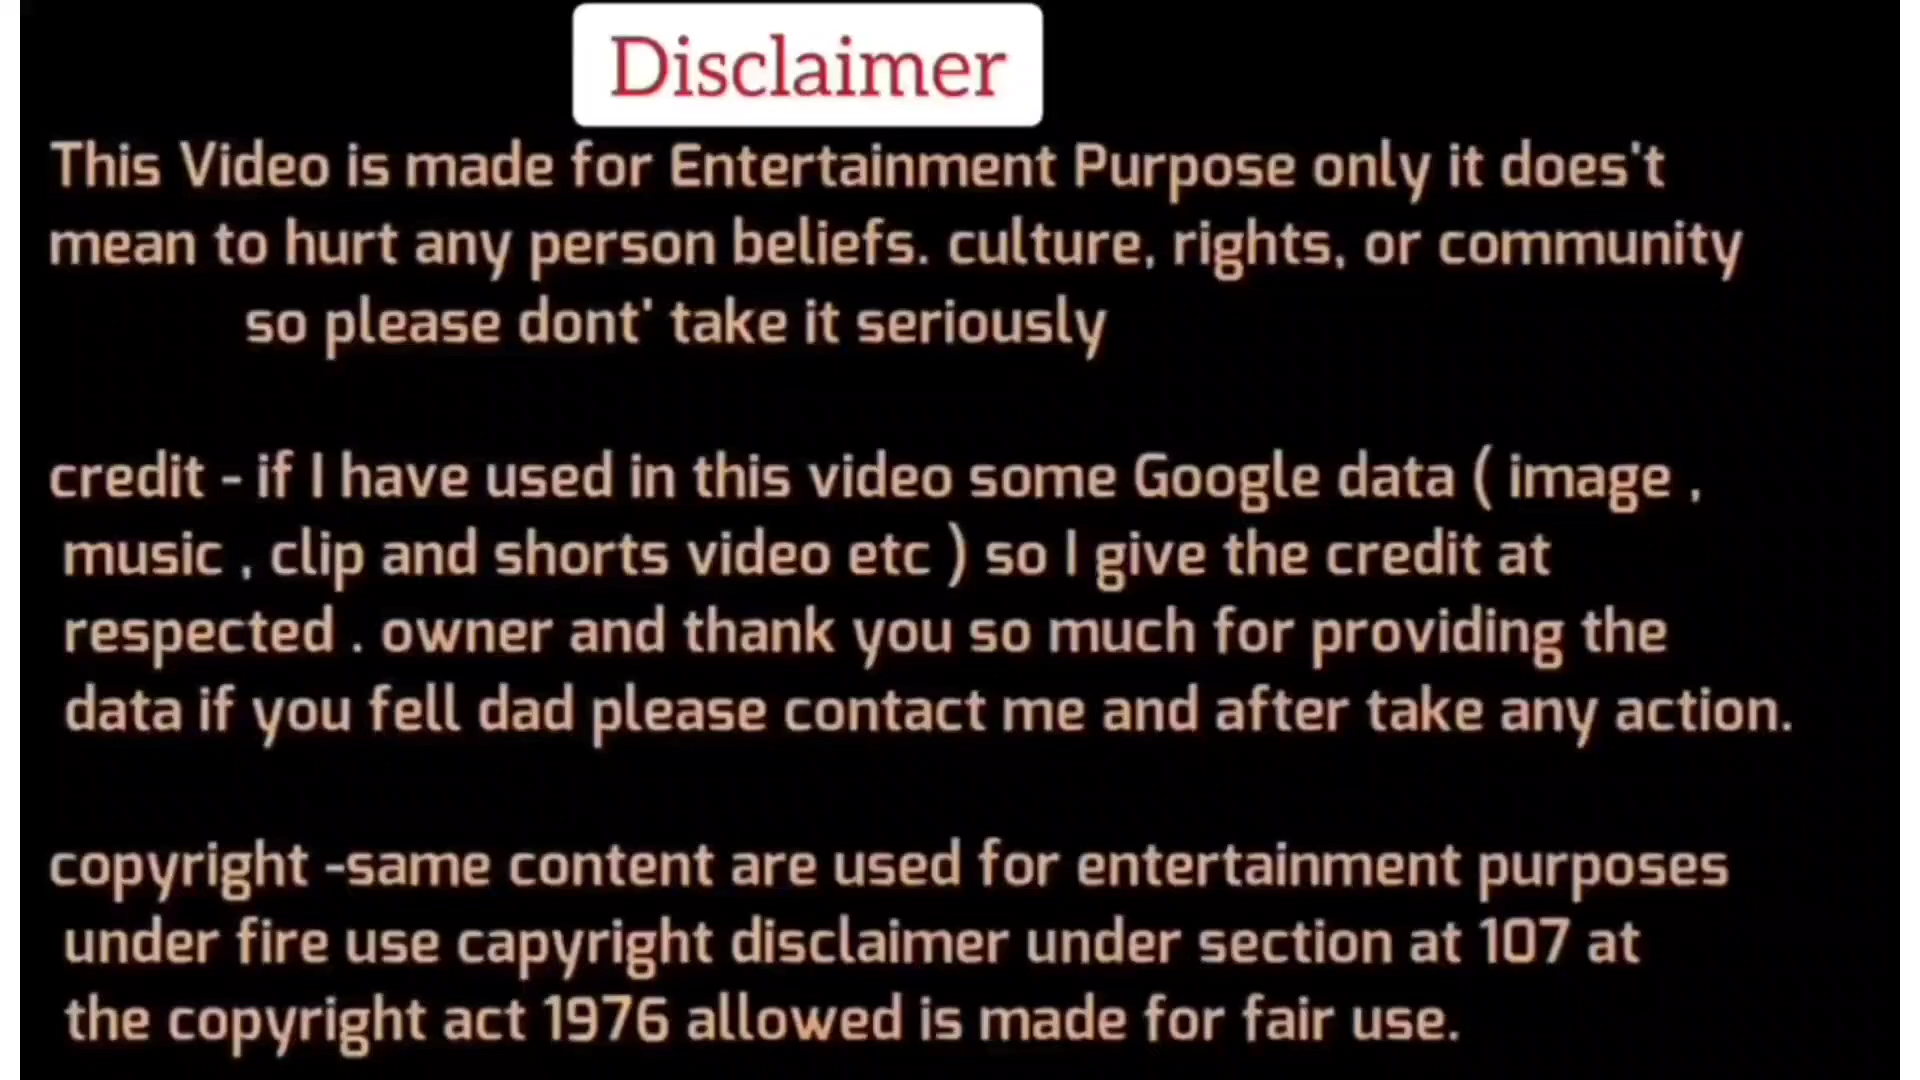 Disclaimer
This Video is made for Entertainment Purpose only it does't
mean to hurt any person beliefs. culture, rights, or community
so please dont' take it seriously
credit - if I have used in this video some Google data ( image ,
music , clip and shorts video etc ) so I give the credit at
respected . owner and thank you so much for providing the
data if you fell dad please contact me and after take any action.
copyright -same content are used for entertainment purposes
under fire use capyright disclaimer under section at 107 at
the copyright act 1976 allowed is made for fair use.